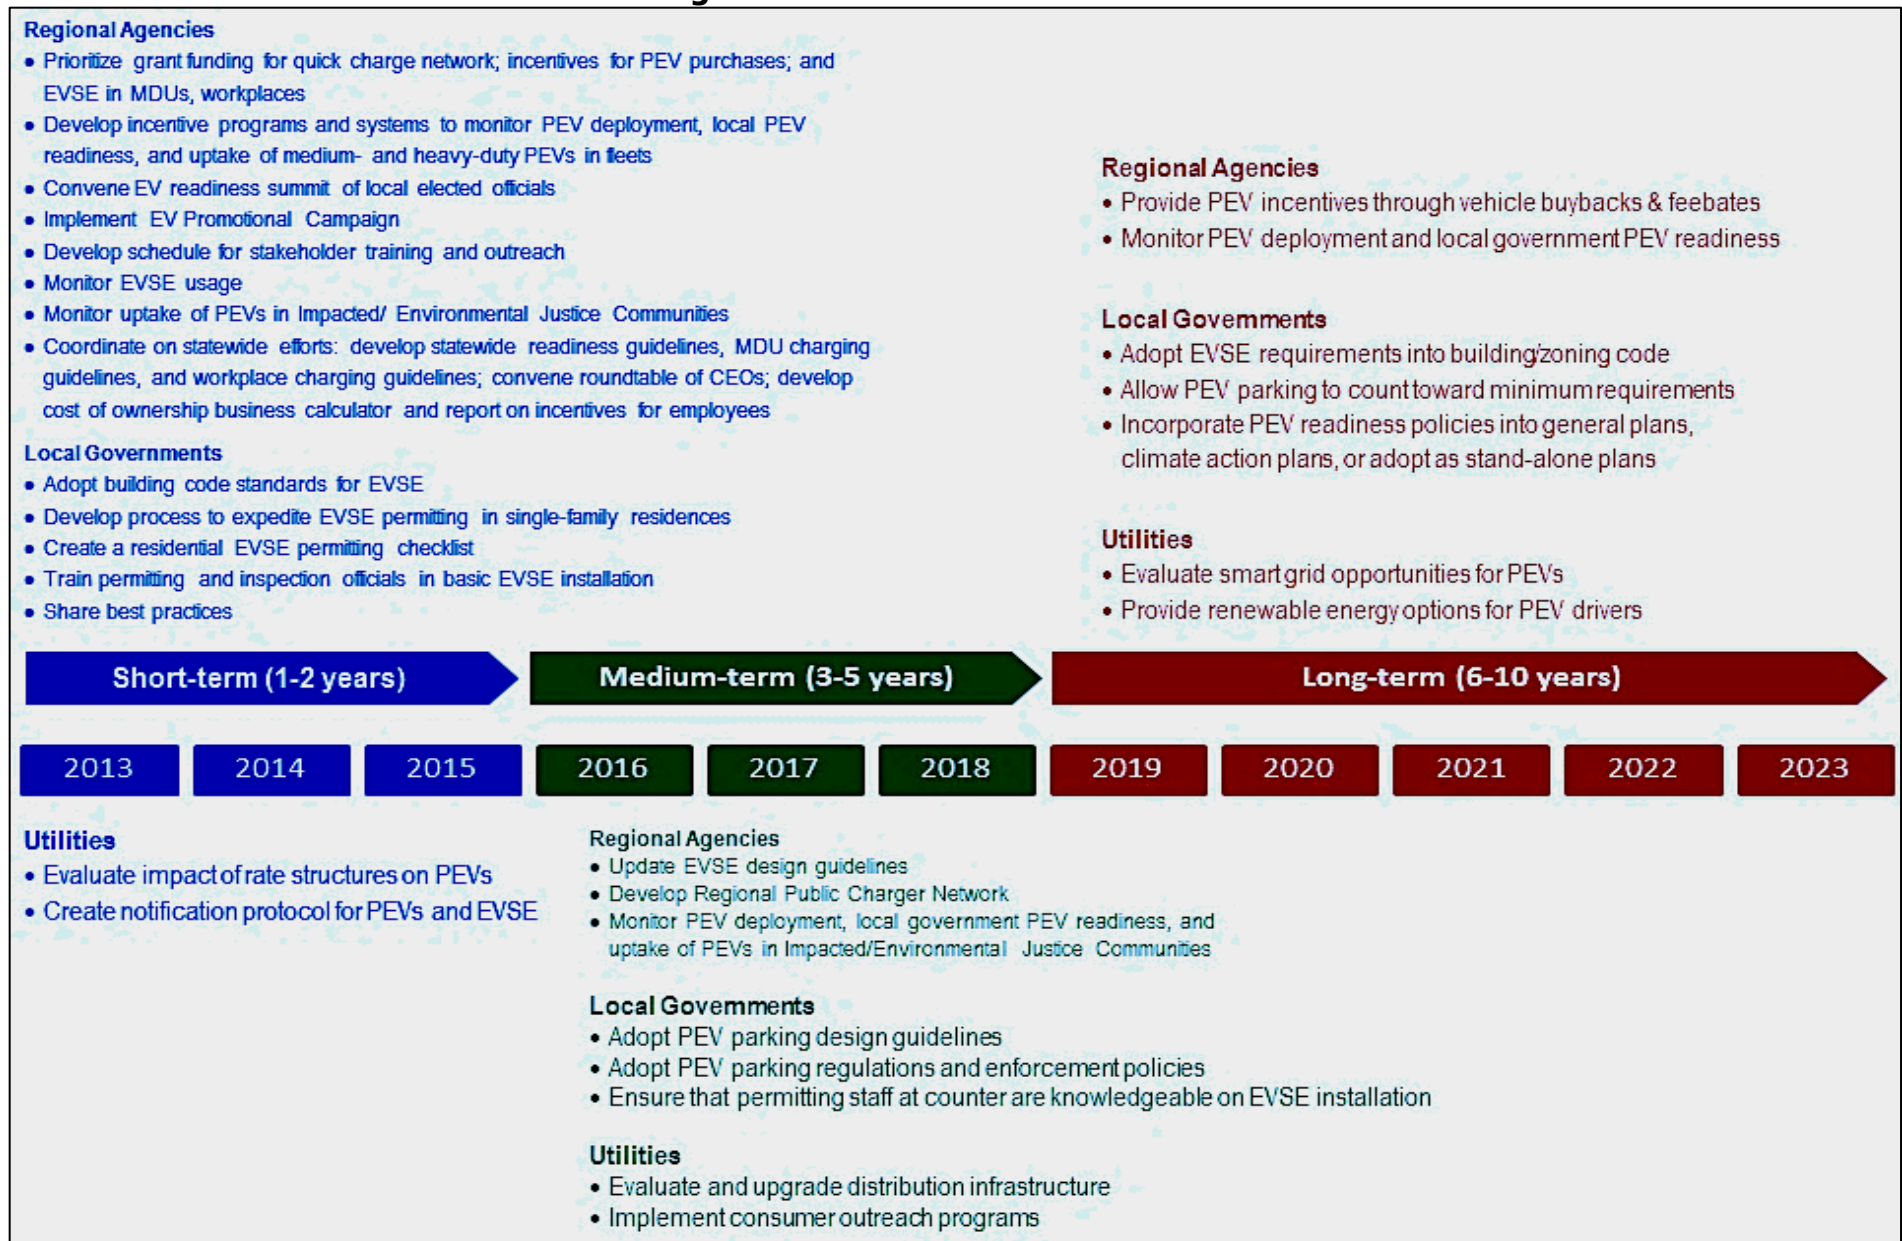 Regional Agencies
• Prioritize grant funding for quick charge network; incentives for PEV purchases; and
EVSE in MDUs, workplaces
• Develop incentive programs and systems to monitor PEV deployment, local PEV
readiness, and uptake of medium- and heavy-duty PEVs in fleets
• Convene EV readiness summit of local elected officials
• Implement EV Promotional Campaign
• Develop schedule for stakeholder training and outreach
• Monitor EVSE usage
• Monitor uptake of PEVs in Impacted/ Environmental Justice Communities
• Coordinate on statewide efforts: develop statewide readiness guidelines, MDU charging
guidelines, and workplace charging guidelines; convene roundtable of CEOs; develop
cost of ownership business calculator and report on incentives for employees
Local Governments
• Adopt building code standards for EVSE
• Develop process to expedite EVSE permitting in single-family residences
• Create a residential EVSE permitting checklist
• Train permitting and inspection officials in basic EVSE installation
• Share best practices
Regional Agencies
• Provide PEV incentives through vehicle buybacks & feebates
• Monitor PEV deployment and local government PEV readiness
Local Governments
• Adopt EVSE requirements into building/zoning code
• Allow PEV parking to count toward minimum requirements
• Incorporate PEV readiness policies into general plans,
climate action plans, or adopt as stand-alone plans
Utilities
• Evaluate smart grid opportunities for PEVs
• Provide renewable energy options for PEV drivers
Short-term (1-2 years)
Medium-term (3-5 years)
Long-term (6-10 years)
2013
2014
2015
2016
2017
2018
2019
2020
2021
2022
2023
Utilities
• Evaluate impact of rate structures on PEVs
• Create notification protocol for PEVs and EVSE
Regional Agencies
• Update EVSE design guidelines
• Develop Regional Public Charger Network
• Monitor PEV deployment, local government PEV readiness, and
uptake of PEVs in Impacted/Environmental Justice Communities
Local Governments
• Adopt PEV parking design guidelines
• Adopt PEV parking regulations and enforcement policies
• Ensure that permitting staff at counter are knowledgeable on EVSE installation
Utilities
• Evaluate and upgrade distribution infrastructure
• Implement consumer outreach programs